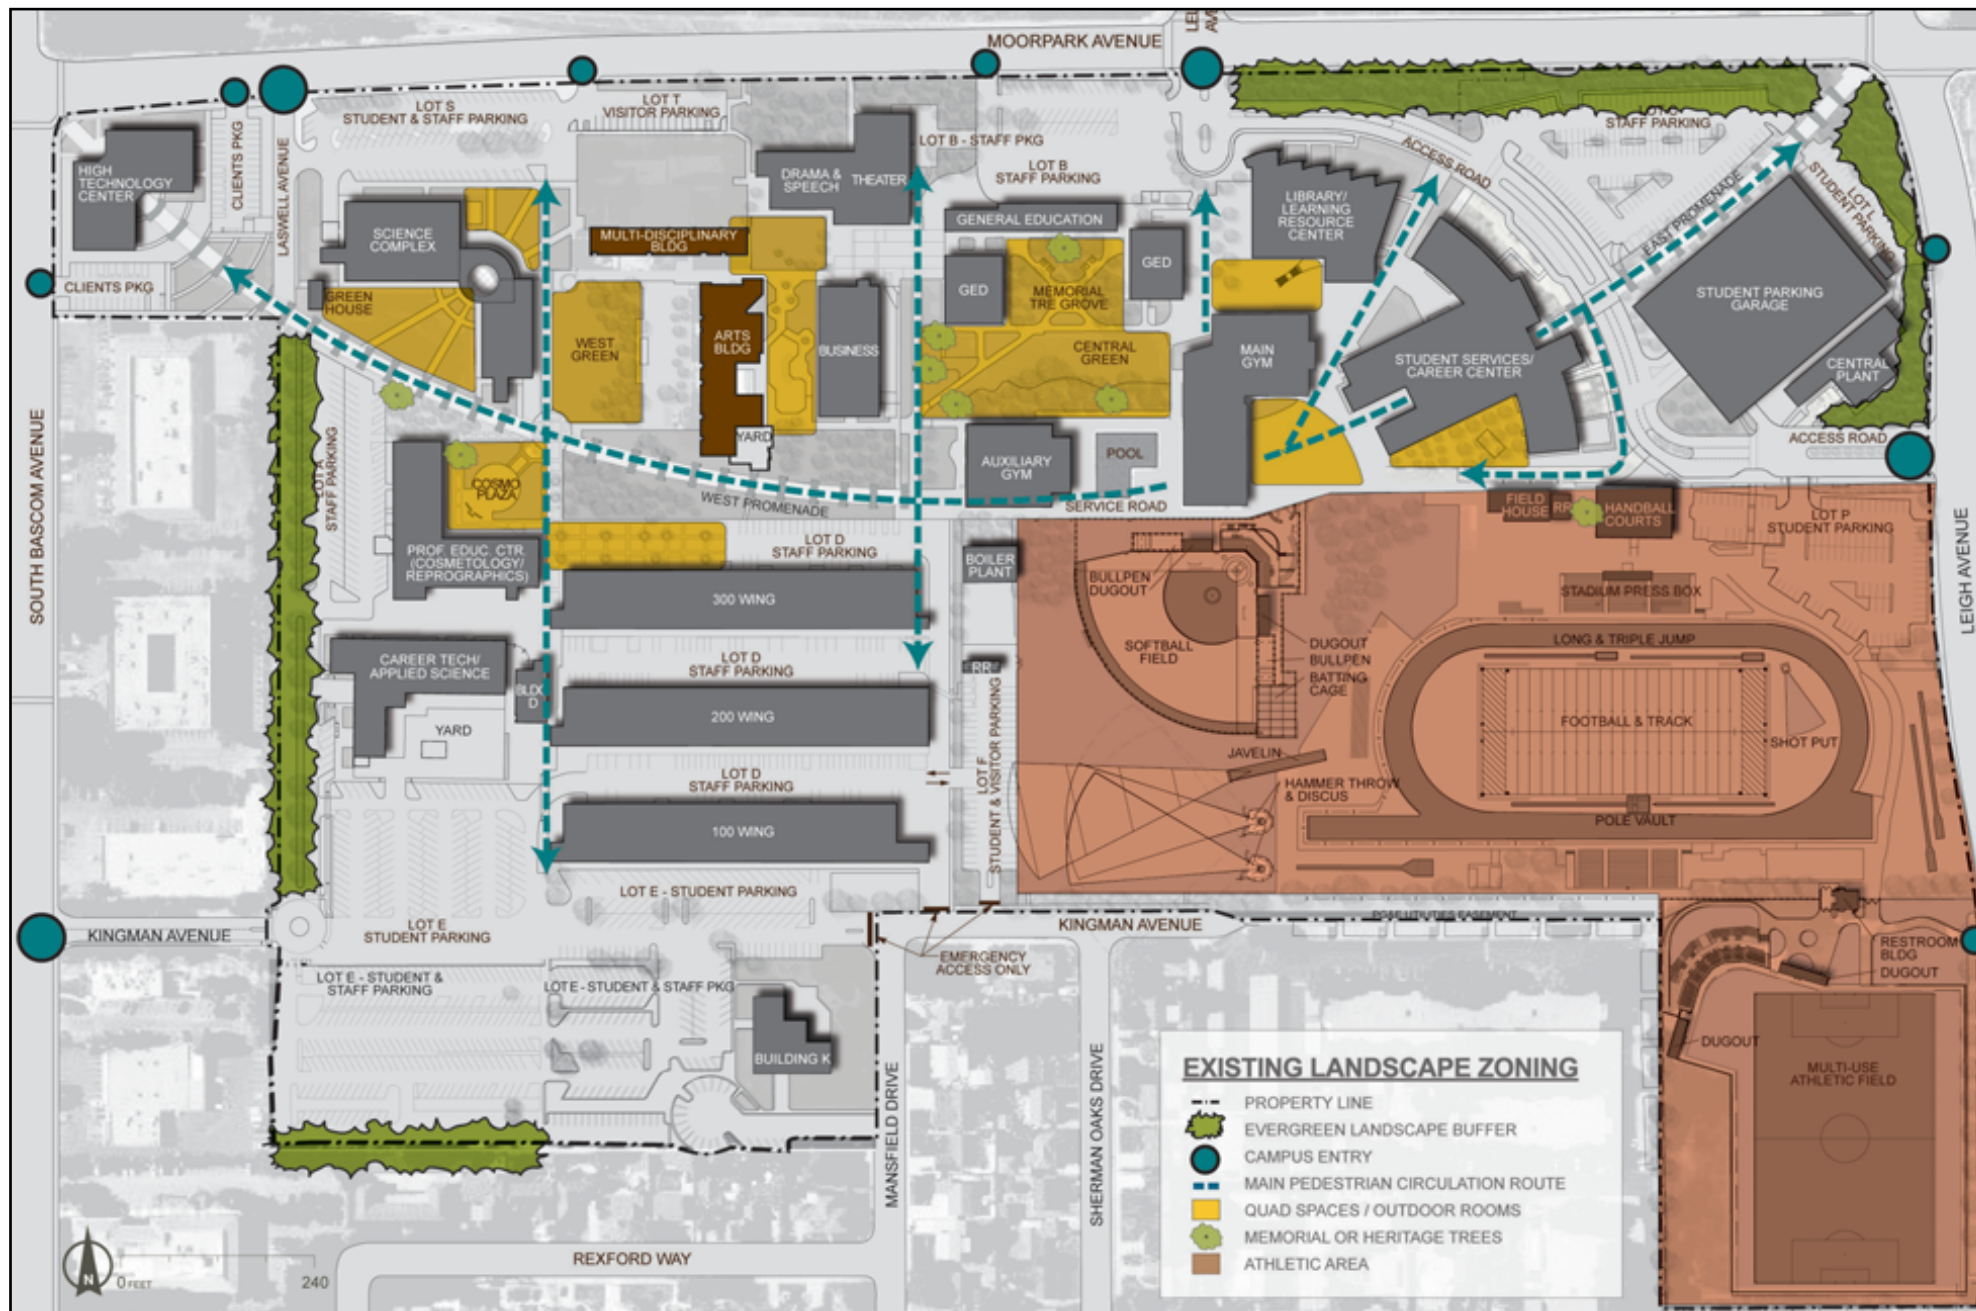 MOORPARK AVENUE
LEI
AVE
LOT S
STUDENT & STAFF PARKING
LOT T
VISITOR PARKING
LOT B - STAFF PKG
LOT B
STAFF PARKING
STAFF PARKING
ACCESS ROAD
CLIENTS PKG
LASWELL AVENUE
HIGH
TECHNOLOGY
CENTER
CLIENTS PKG
SCIENCE
COMPLEX
GREEN
HOUSE
MULTI-DISCIPLINARY
BLDG
DRAMA &
SPEECH
THEATER
GENERAL EDUCATION
GED
GED
MEMORIAL
TRE GROVE
CENTRAL
GREEN
LIBRARY/
LEARNING
RESOURCE
CENTER
EAST PROMENADE
LOT L
STUDENT PARKING
STUDENT PARKING
GARAGE
CENTRAL
PLANT
ACCESS ROAD
WEST
GREEN
ARTS
BLDG
YARD
BUSINESS
MAIN
GYM
STUDENT SERVICES/
CAREER CENTER
AUXILIARY
GYM
POOL
WEST PROMENADE
SERVICE ROAD
SOUTH BASCOM AVENUE
LOT A
STAFF PARKING
COSMO
PLAZA
PROF. EDUC. CTR.
(COSMETOLOGY/
REPROGRAPHICS)
LOT D
STAFF PARKING
BOILER
PLANT
FIELD
HOUSE
RR
HANDBALL
COURTS
LOT P
STUDENT PARKING
LEIGH AVENUE
300 WING
BULLPEN
DUGOUT
SOFTBALL
FIELD
DUGOUT
BULLPEN
BATTING
CAGE
STADIUM PRESS BOX
LONG & TRIPLE JUMP
FOOTBALL & TRACK
SHOT PUT
POLE VAULT
JAVELIN
HAMMER THROW
& DISCUS
CAREER TECH/
APPLIED SCIENCE
BLDG
D
YARD
LOT D
STAFF PARKING
RR
200 WING
LOT D
STAFF PARKING
LOT F
STUDENT & VISITOR PARKING
100 WING
LOT E - STUDENT PARKING
KINGMAN AVENUE
LOT E
STUDENT PARKING
KINGMAN AVENUE
PG&E UTILITIES EASEMENT
EMERGENCY
ACCESS ONLY
LOT E - STUDENT &
STAFF PARKING
LOT E - STUDENT & STAFF PKG
BUILDING K
MANSFIELD DRIVE
SHERMAN OAKS DRIVE
RESTROOM
BLDG
DUGOUT
DUGOUT
MULTI-USE
ATHLETIC FIELD
EXISTING LANDSCAPE ZONING
PROPERTY LINE
EVERGREEN LANDSCAPE BUFFER
CAMPUS ENTRY
MAIN PEDESTRIAN CIRCULATION ROUTE
QUAD SPACES / OUTDOOR ROOMS
MEMORIAL OR HERITAGE TREES
ATHLETIC AREA
REXFORD WAY
N
0 FEET
240